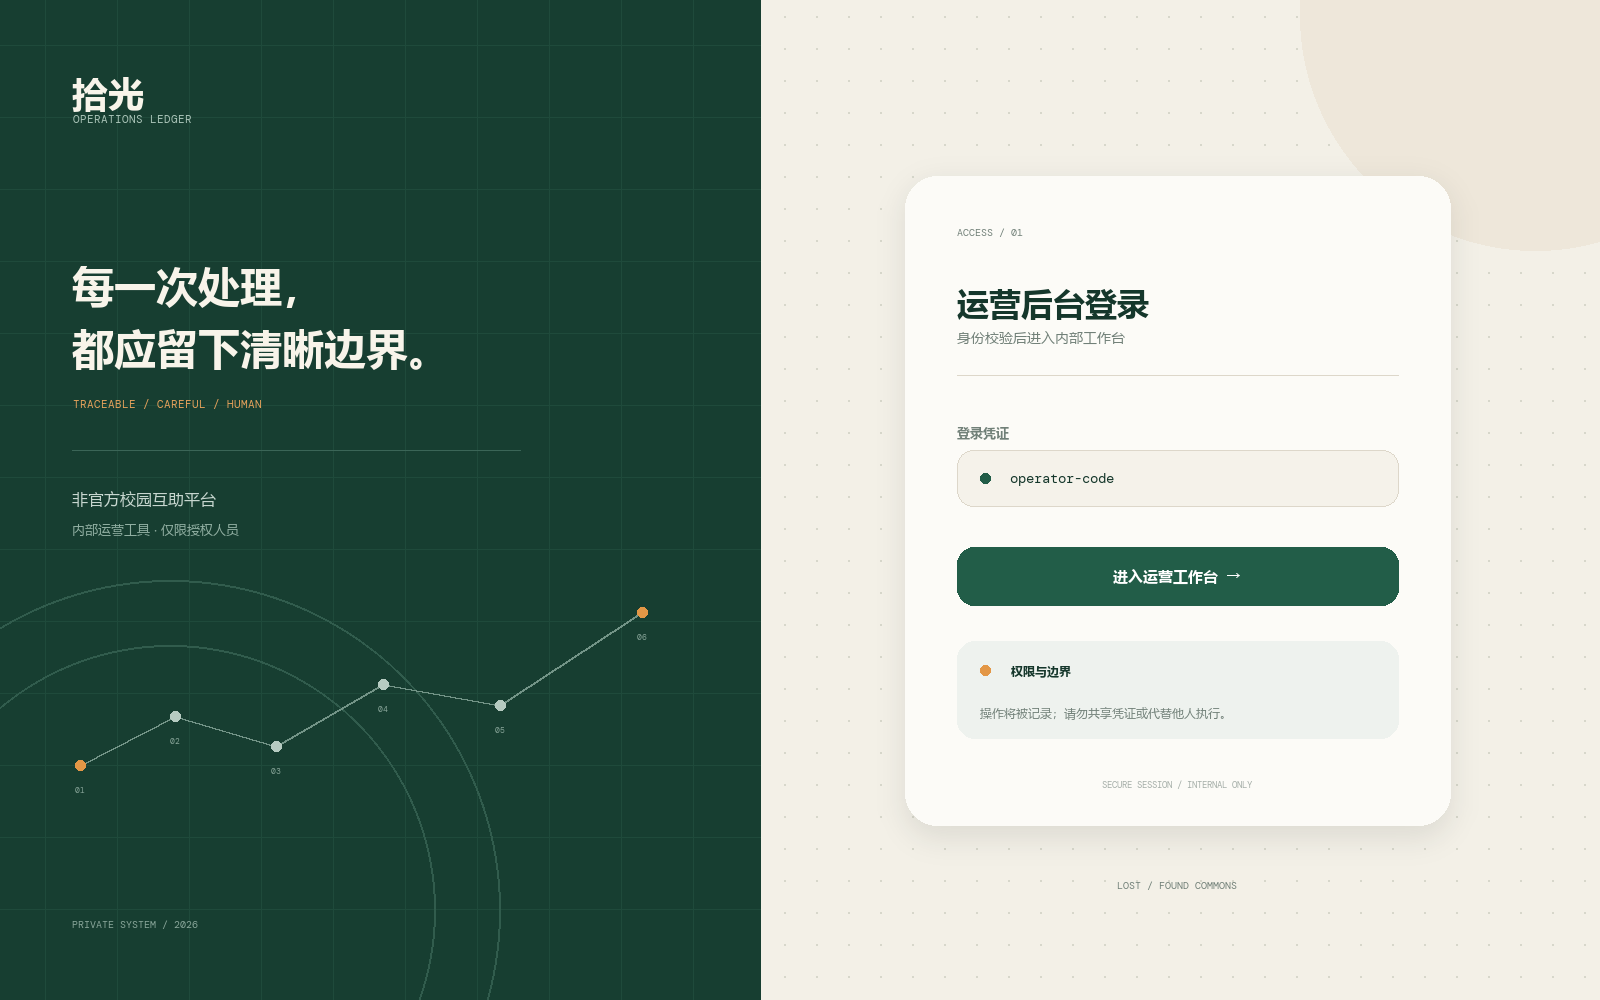 拾光
OPERATIONS LEDGER
每一次处理，
都应留下清晰边界。
TRACEABLE / CAREFUL / HUMAN
非官方校园互助平台
内部运营工具 · 仅限授权人员
01
02
03
04
05
06
PRIVATE SYSTEM / 2026
ACCESS / 01
运营后台登录
身份校验后进入内部工作台
登录凭证
operator-code
进入运营工作台 →
权限与边界
操作将被记录；请勿共享凭证或代替他人执行。
SECURE SESSION / INTERNAL ONLY
LOST / FOUND COMMONS